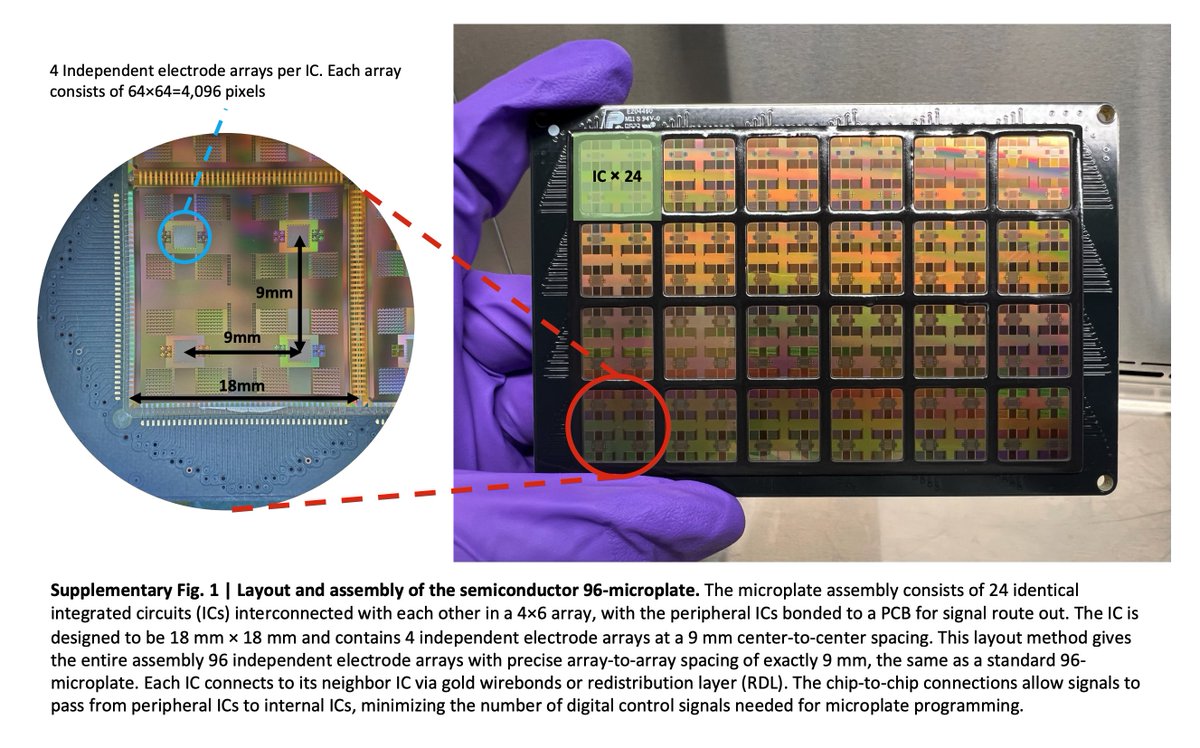 4 Independent electrode arrays per IC. Each array
consists of 64×64=4,096 pixels
IC × 24
9mm
9mm
18mm
Supplementary Fig. 1 | Layout and assembly of the semiconductor 96-microplate. The microplate assembly consists of 24 identical
integrated circuits (ICs) interconnected with each other in a 4×6 array, with the peripheral ICs bonded to a PCB for signal route out. The IC is
designed to be 18 mm × 18 mm and contains 4 independent electrode arrays at a 9 mm center-to-center spacing. This layout method gives
the entire assembly 96 independent electrode arrays with precise array-to-array spacing of exactly 9 mm, the same as a standard 96-
microplate. Each IC connects to its neighbor IC via gold wirebonds or redistribution layer (RDL). The chip-to-chip connections allow signals to
pass from peripheral ICs to internal ICs, minimizing the number of digital control signals needed for microplate programming.